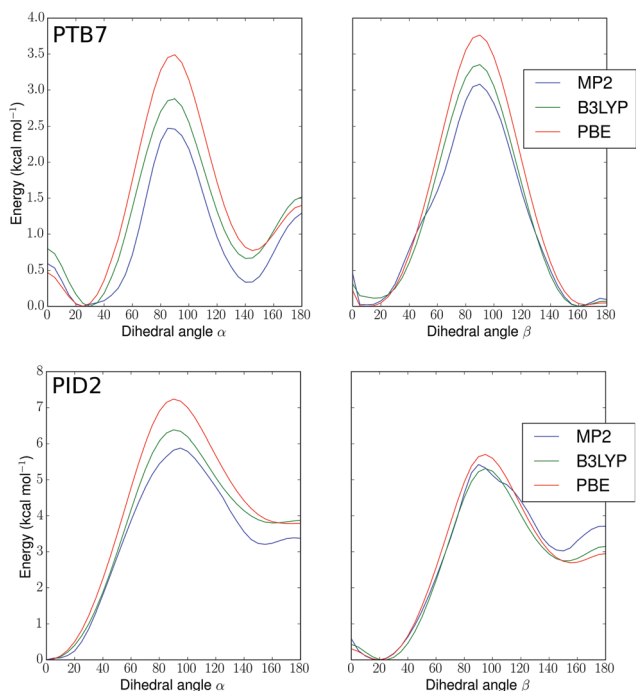 PTB7
4.0
3.5
3.0
2.5
2.0
1.5
1.0
0.5
0.0
Energy (kcal mol⁻¹)
0 20 40 60 80 100 120 140 160 180
Dihedral angle α
MP2
B3LYP
PBE
0 20 40 60 80 100 120 140 160 180
Dihedral angle β
PID2
8
7
6
5
4
3
2
1
0
Energy (kcal mol⁻¹)
0 20 40 60 80 100 120 140 160 180
Dihedral angle α
MP2
B3LYP
PBE
0 20 40 60 80 100 120 140 160 180
Dihedral angle β